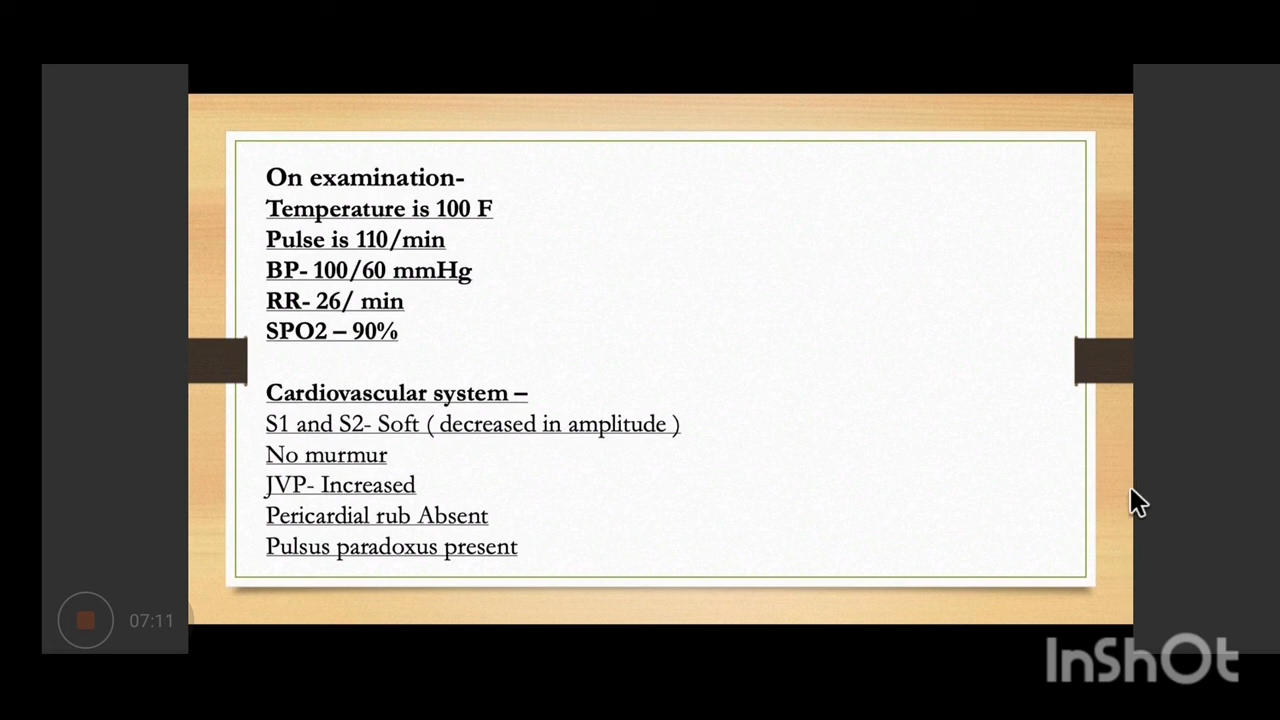 On examination-
Temperature is 100 F
Pulse is 110/min
BP- 100/60 mmHg
RR- 26/ min
SPO2 – 90%
Cardiovascular system –
S1 and S2- Soft ( decreased in amplitude )
No murmur
JVP- Increased
Pericardial rub Absent
Pulsus paradoxus present
07:11
InShOt